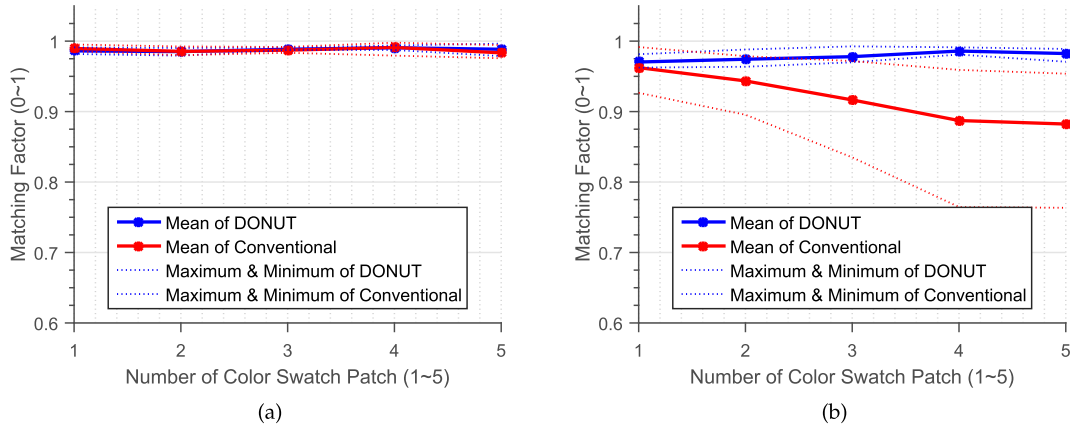 1
0.9
0.8
0.7
0.6
Matching Factor (0~1)
Mean of DONUT
Mean of Conventional
Maximum & Minimum of DONUT
Maximum & Minimum of Conventional
1 2 3 4 5
Number of Color Swatch Patch (1~5)
(a)
1
0.9
0.8
0.7
0.6
Matching Factor (0~1)
Mean of DONUT
Mean of Conventional
Maximum & Minimum of DONUT
Maximum & Minimum of Conventional
1 2 3 4 5
Number of Color Swatch Patch (1~5)
(b)